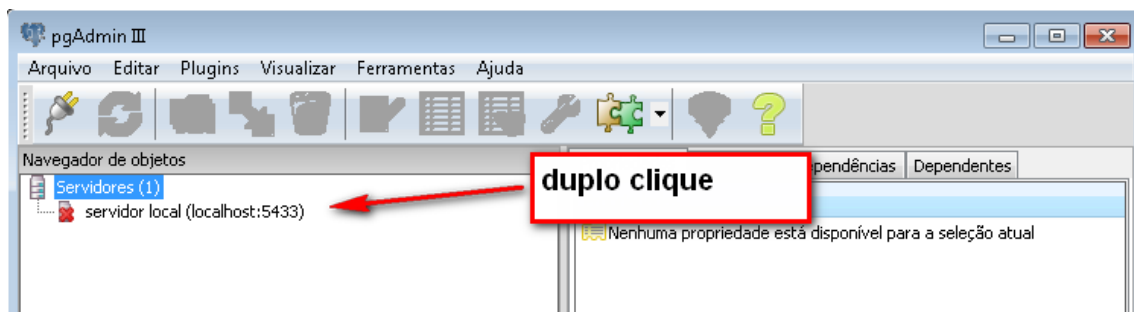 pgAdmin III
Arquivo Editar Plugins Visualizar Ferramentas Ajuda
Navegador de objetos
Dependentes
Servidores (1)
duplo clique
servidor local (localhost:5433)
Nenhuma propriedade está disponível para a seleção atual